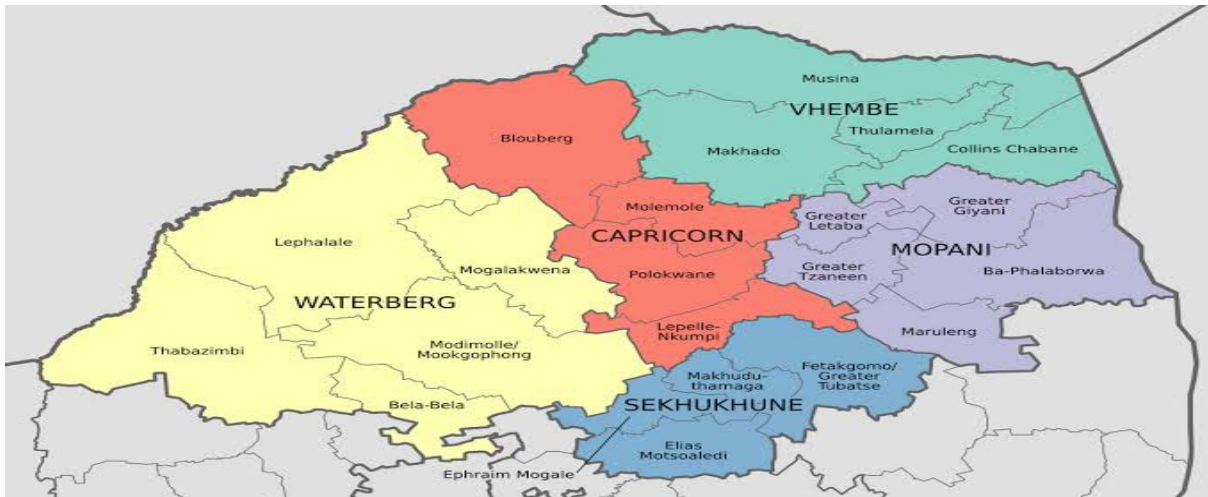 Musina
VHEMBE
Thulamela
Blouberg
Makhado
Collins Chabane
Molemole
Greater
Letaba
Greater
Giyani
CAPRICORN
Lephalale
MOPANI
Mogalakwena
Polokwane
Greater
Tzaneen
Ba-Phalaborwa
WATERBERG
Lepelle-
Nkumpi
Maruleng
Thabazimbi
Modimolle/
Mookgophong
Makhudu-
thamaga
Fetakgomo/
Greater
Tubatse
Bela-Bela
SEKHUKHUNE
Elias
Motsoaledi
Ephraim Mogale